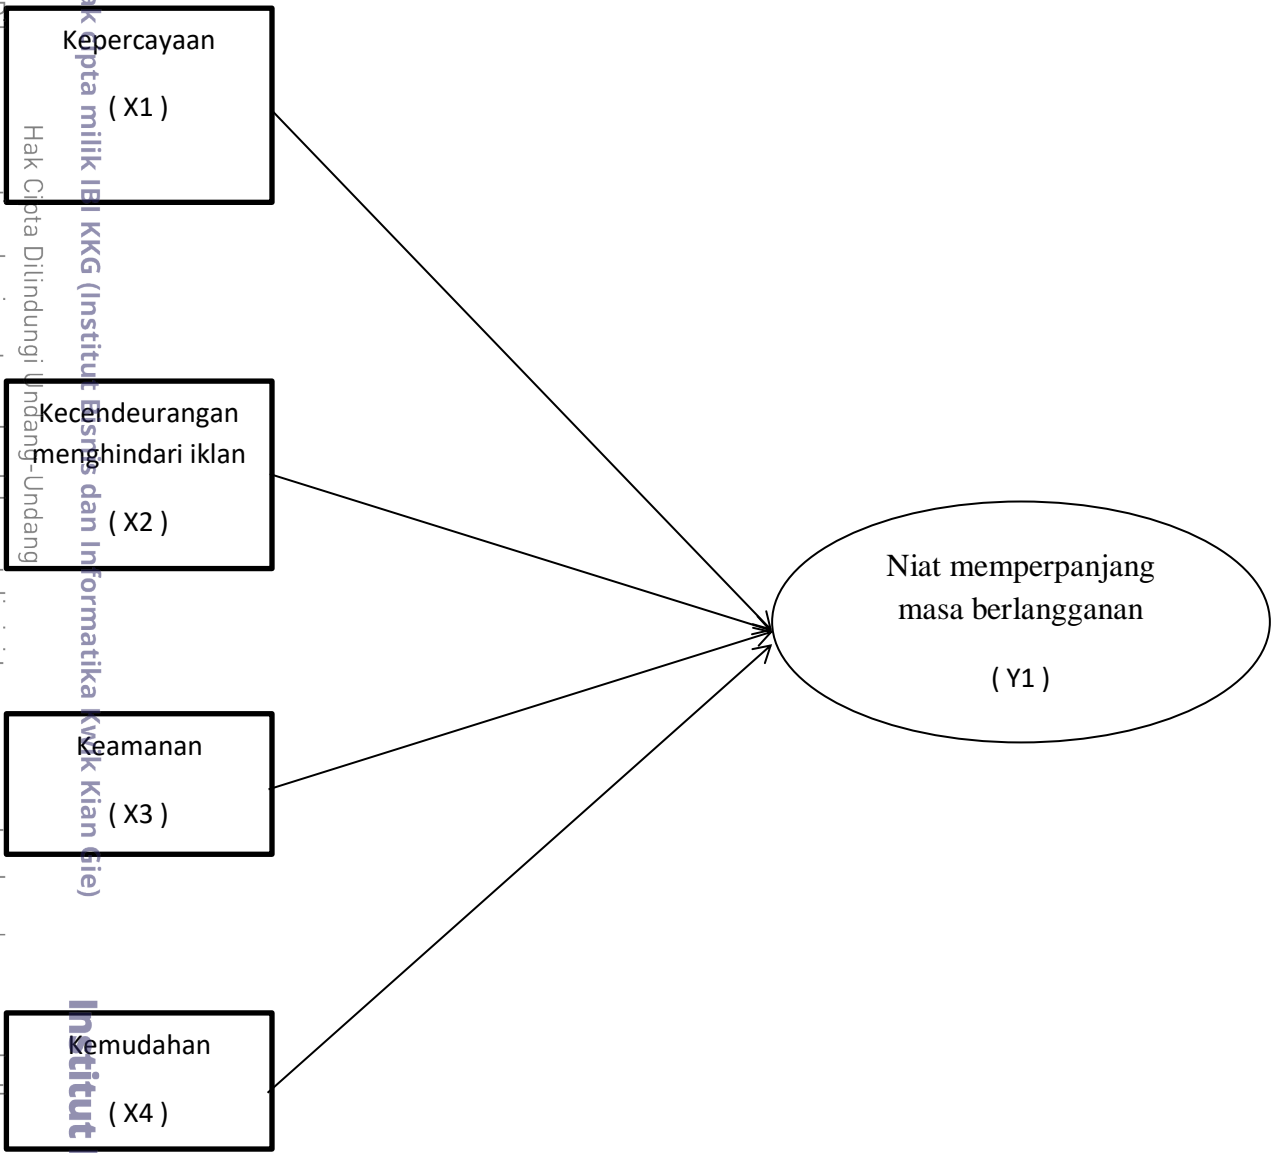 Kepercayaan
( X1 )
Kecendeurangan
menghindari iklan
( X2 )
Keamanan
( X3 )
Kemudahan
( X4 )
Niat memperpanjang
masa berlangganan
( Y1 )
Hak Cipta Dilindungi Undang-Undang
ak cipta milik IBI KKG (Institut Bisnis dan Informatika Kwik Kian Gie)
Institut